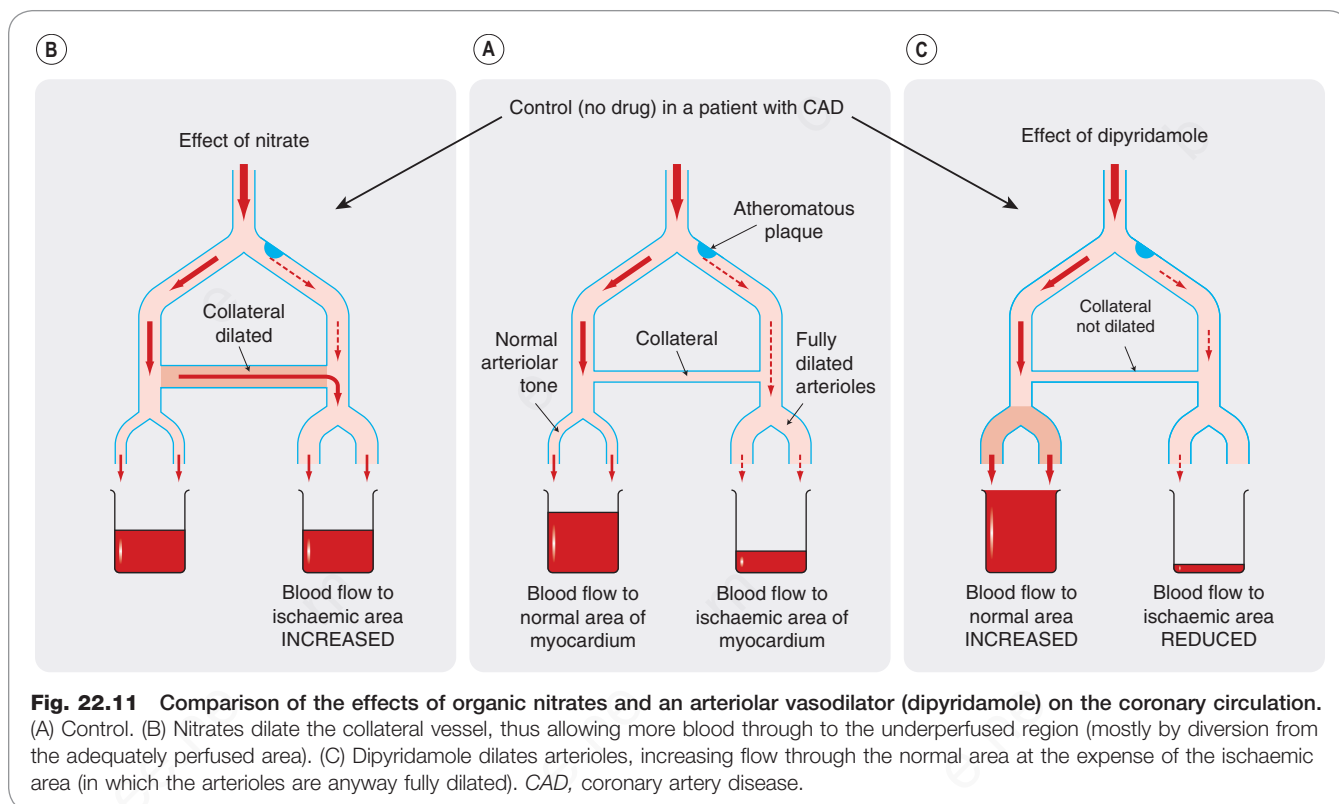 B
A
C
Control (no drug) in a patient with CAD
Effect of nitrate
Collateral
dilated
Blood flow to
ischaemic area
INCREASED
Atheromatous
plaque
Normal
arteriolar
tone
Collateral
Fully
dilated
arterioles
Blood flow to
normal area of
myocardium
Blood flow to
ischaemic area of
myocardium
Effect of dipyridamole
Collateral
not dilated
Blood flow to
normal area
INCREASED
Blood flow to
ischaemic area
REDUCED
Fig. 22.11 Comparison of the effects of organic nitrates and an arteriolar vasodilator (dipyridamole) on the coronary circulation.
(A) Control. (B) Nitrates dilate the collateral vessel, thus allowing more blood through to the underperfused region (mostly by diversion from
the adequately perfused area). (C) Dipyridamole dilates arterioles, increasing flow through the normal area at the expense of the ischaemic
area (in which the arterioles are anyway fully dilated). CAD, coronary artery disease.